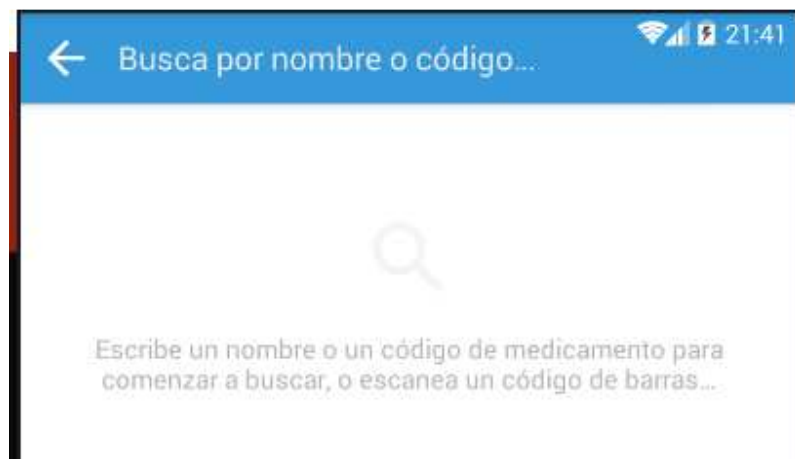 21:41
Busca por nombre o código...
Escribe un nombre o un código de medicamento para
comenzar a buscar, o escanea un código de barras...